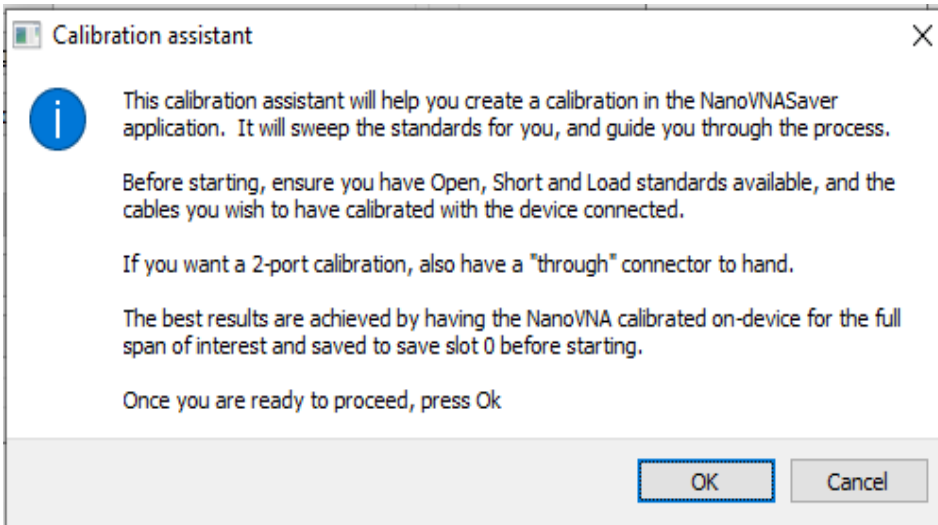 Calibration assistant
This calibration assistant will help you create a calibration in the NanoVNASaver
application. It will sweep the standards for you, and guide you through the process.
Before starting, ensure you have Open, Short and Load standards available, and the
cables you wish to have calibrated with the device connected.
If you want a 2-port calibration, also have a "through" connector to hand.
The best results are achieved by having the NanoVNA calibrated on-device for the full
span of interest and saved to save slot 0 before starting.
Once you are ready to proceed, press Ok
OK Cancel